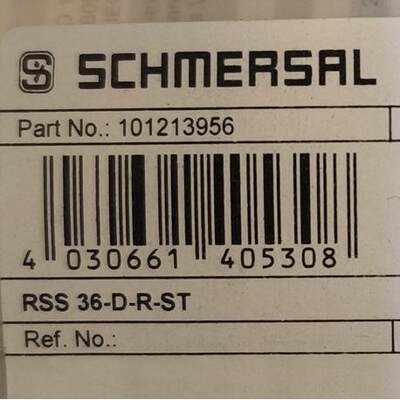 SCHMERSAL
Part No.: 101213956
4 030661 405308
RSS 36-D-R-ST
Ref. No.: